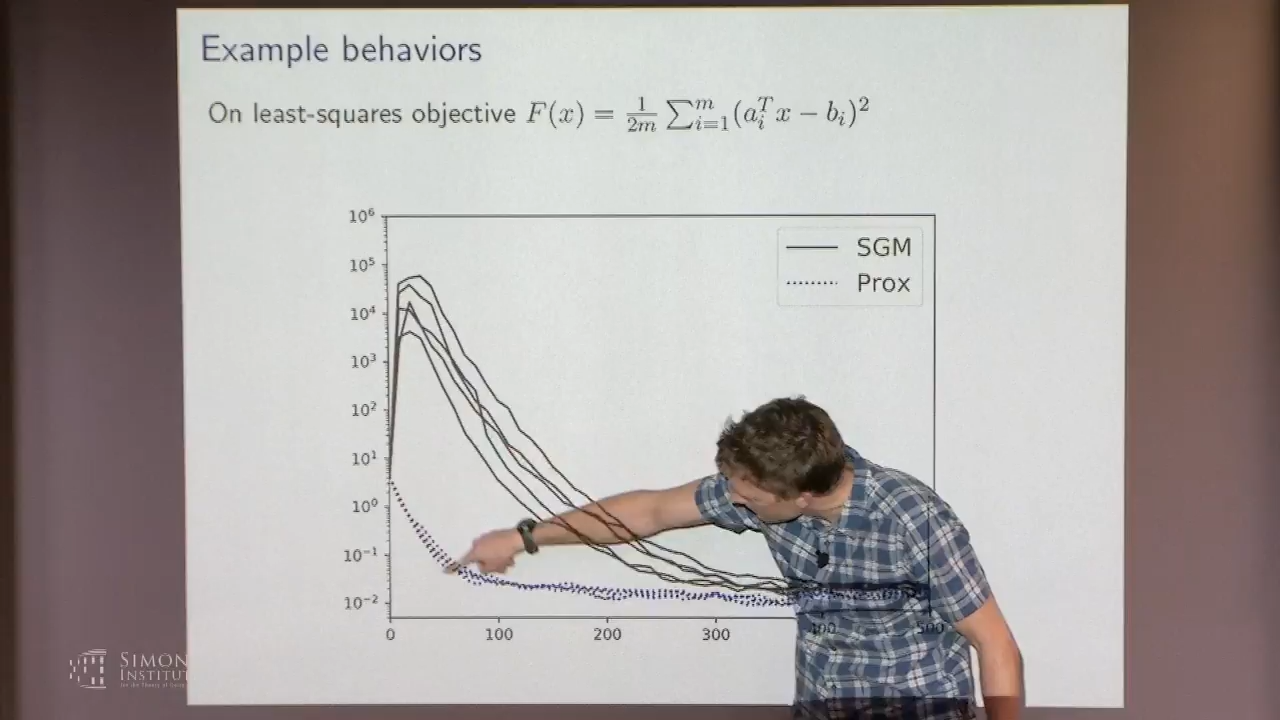 Example behaviors
On least-squares objective F(x) = \frac{1}{2m} \sum_{i=1}^{m} (a_i^T x − b_i)^2
10^6
10^5
10^4
10^3
10^2
10^1
10^0
10^{-1}
10^{-2}
SGM
Prox
0 100 200 300 400 500
SIMON
INSTITUT